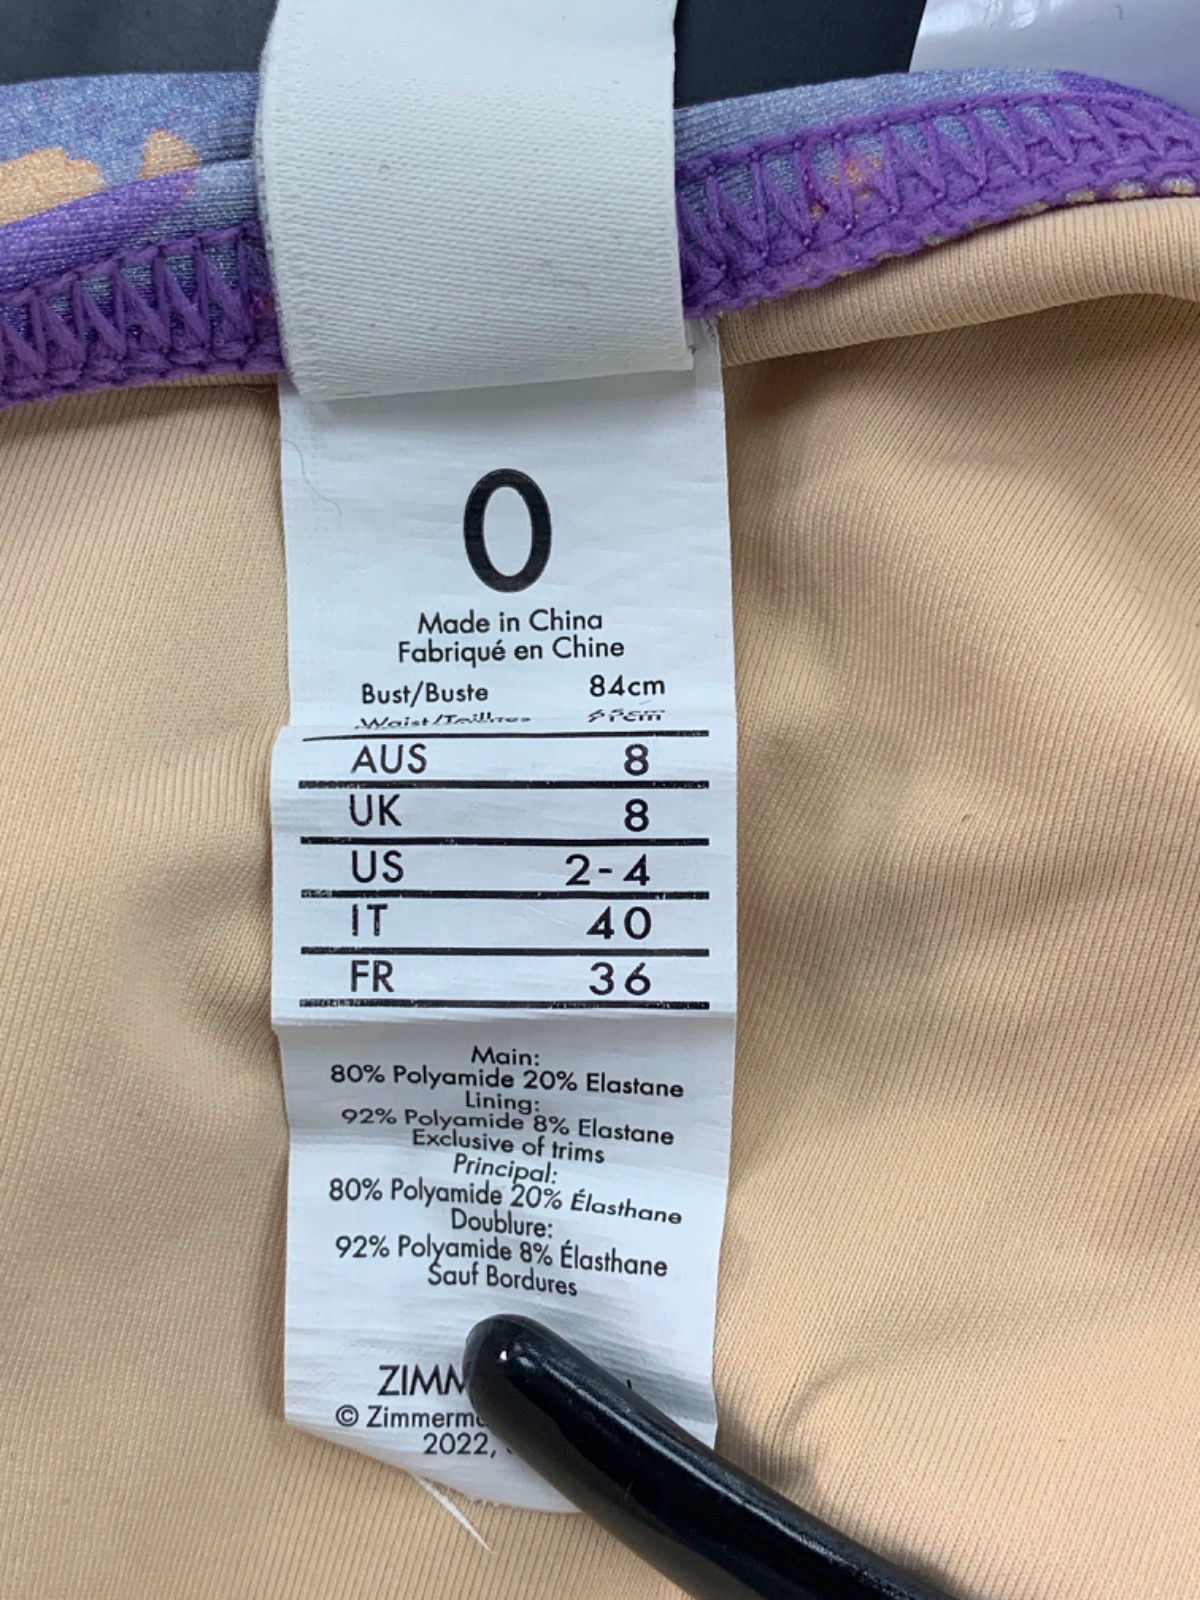 0
Made in China
Fabriqué en Chine
Bust/Buste 84cm
AUS 8
UK 8
US 2-4
IT 40
FR 36
Main:
80% Polyamide 20% Elastane
Lining:
92% Polyamide 8% Elastane
Exclusive of trims
Principal:
80% Polyamide 20% Élasthane
Doublure:
92% Polyamide 8% Élasthane
Sauf Bordures
ZIMM
© Zimmerm
2022,